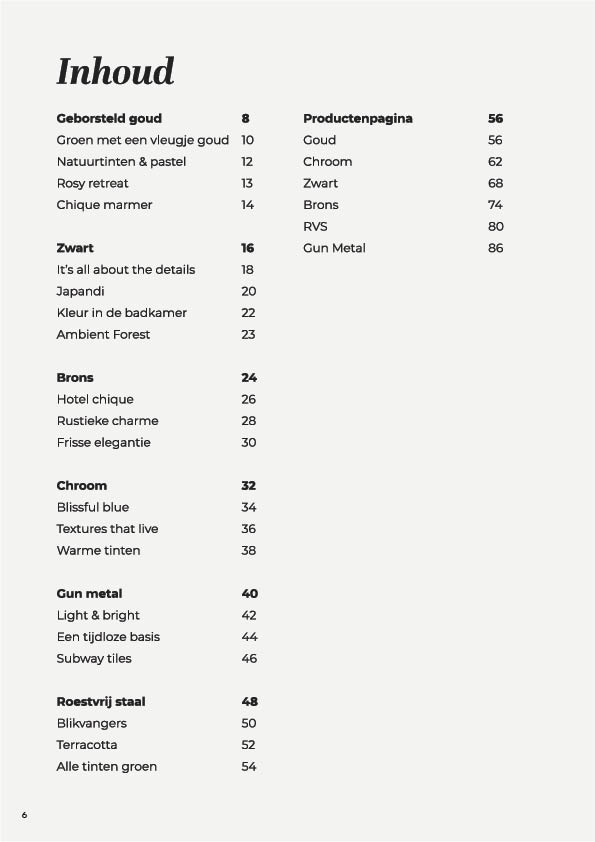 Inhoud
Geborsteld goud 8
Groen met een vleugje goud 10
Natuurtinten & pastel 12
Rosy retreat 13
Chique marmer 14
Zwart 16
It's all about the details 18
Japandi 20
Kleur in de badkamer 22
Ambient Forest 23
Brons 24
Hotel chique 26
Rustieke charme 28
Frisse elegantie 30
Chroom 32
Blissful blue 34
Textures that live 36
Warme tinten 38
Gun metal 40
Light & bright 42
Een tijdloze basis 44
Subway tiles 46
Roestvrij staal 48
Blikvangers 50
Terracotta 52
Alle tinten groen 54
Productenpagina 56
Goud 56
Chroom 62
Zwart 68
Brons 74
RVS 80
Gun Metal 86
6